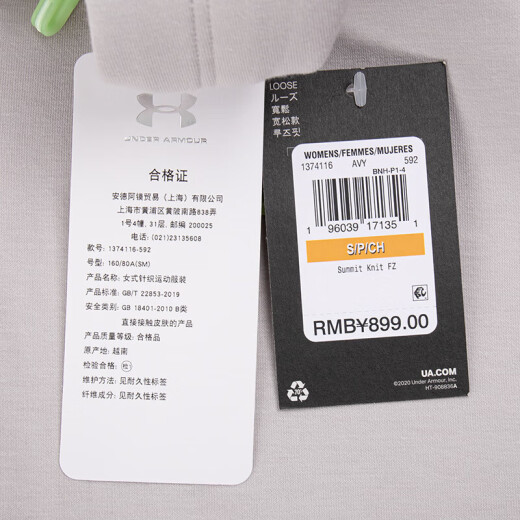 UNDER ARMOUR
合格证
安德阿镆贸易（上海）有限公司
上海市黄浦区黄陂南路838弄
1号4幢，31层. 邮编 200025
电话: (021)23135608
款号: 1374116-592
号型: 160/80A(SM)
产品名称: 女式针织运动服装
产品标准: GB/T 22853-2019
安全类别: GB 18401-2010 B类
直接接触皮肤的产品
产品质量等级: 合格品
原产地: 越南
检验合格: 检1
维护方法: 见耐久性标签
纤维成分: 见耐久性标签
LOOSE
ルーズ
寬鬆
宽松款
루즈핏
WOMENS/FEMMES/MUJERES
1374116 AVY 592
BNH-P1-4
1 96039 17135 1
S/P/CH
Summit Knit FZ
RMB¥899.00
70
UA.COM
©2020 Under Armour, Inc.
HT-808836A